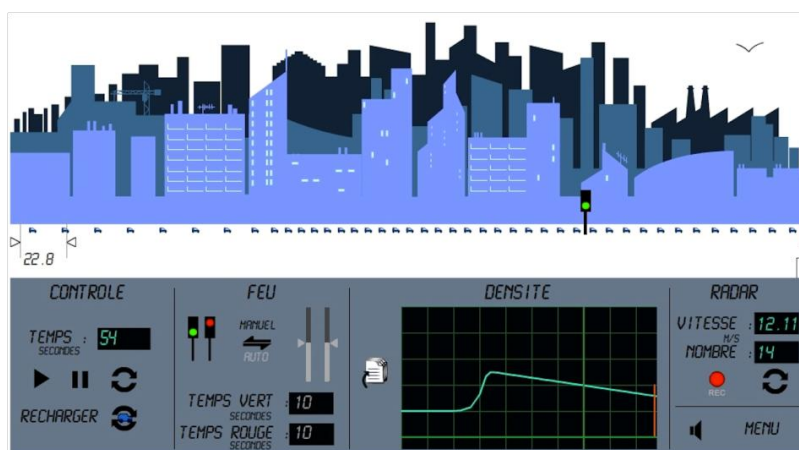 22.8
CONTROLE
TEMPS : 54
SECONDES
RECHARGER
FEU
MANUEL
AUTO
TEMPS VERT : 10
SECONDES
TEMPS ROUGE : 10
SECONDES
DENSITE
RADAR
VITESSE : 12.11
M/S
NOMBRE : 14
REC
MENU